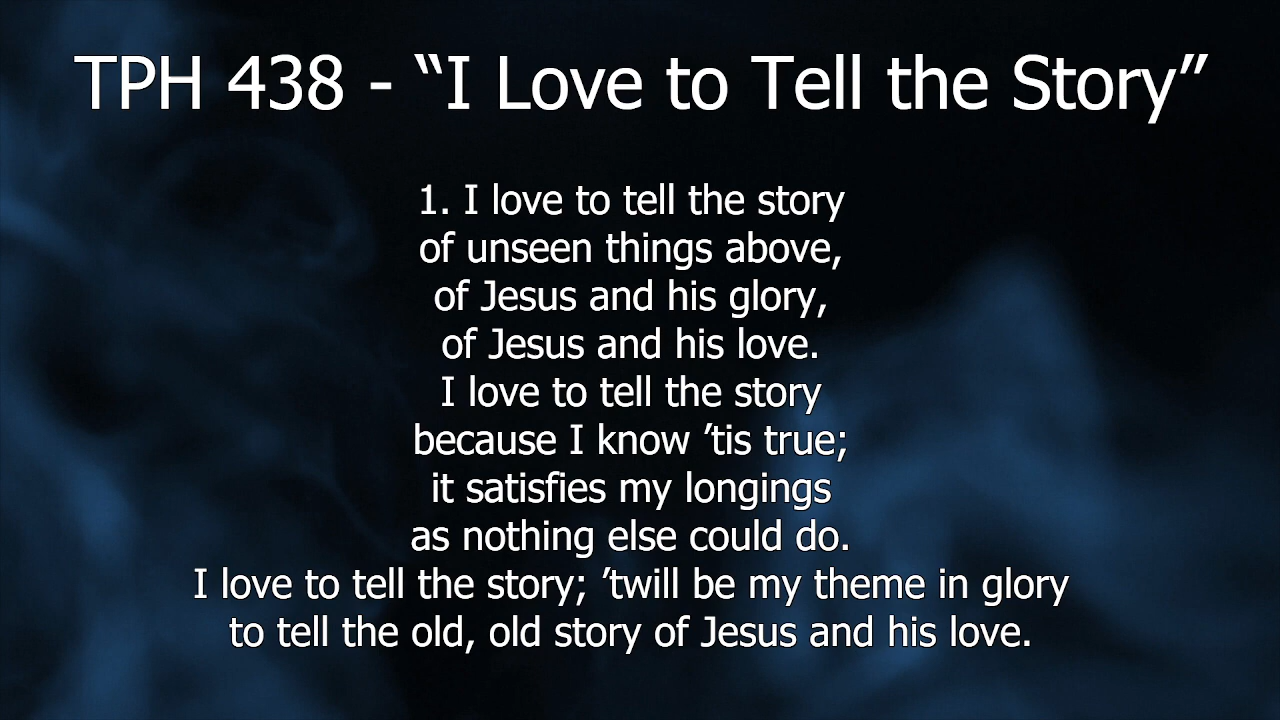 TPH 438 - “I Love to Tell the Story”
1. I love to tell the story
of unseen things above,
of Jesus and his glory,
of Jesus and his love.
I love to tell the story
because I know ’tis true;
it satisfies my longings
as nothing else could do.
I love to tell the story; ’twill be my theme in glory
to tell the old, old story of Jesus and his love.